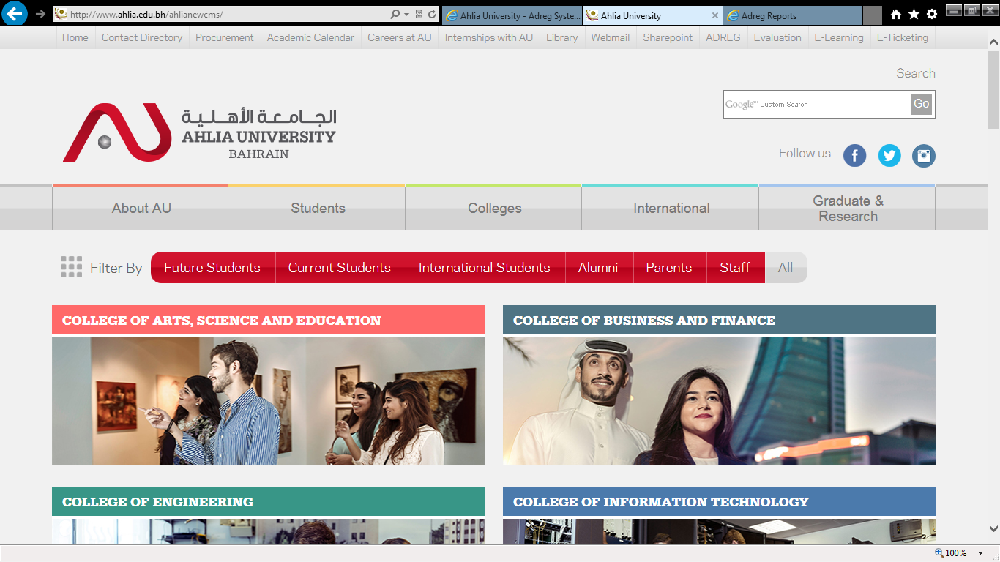 http://www.ahlia.edu.bh/ahlianewcms/
Ahlia University - Adreg Syste...
Ahlia University
Adreg Reports
Home
Contact Directory
Procurement
Academic Calendar
Careers at AU
Internships with AU
Library
Webmail
Sharepoint
ADREG
Evaluation
E-Learning
E-Ticketing
Search
Google™ Custom Search
Go
الجامعة الأهلية
AHLIA UNIVERSITY
BAHRAIN
Follow us
About AU
Students
Colleges
International
Graduate &
Research
Filter By
Future Students
Current Students
International Students
Alumni
Parents
Staff
All
COLLEGE OF ARTS, SCIENCE AND EDUCATION
COLLEGE OF BUSINESS AND FINANCE
COLLEGE OF ENGINEERING
COLLEGE OF INFORMATION TECHNOLOGY
100%